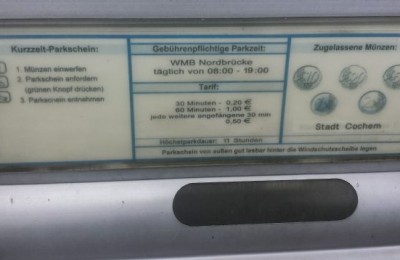 Kurzzeit-Parkschein:
1. Münzen einwerfen
2. Parkschein anfordern
(grünen Knopf drücken)
3. Parkschein entnehmen
Gebührenpflichtige Parkzeit:
WMB Nordbrücke
täglich von 08:00 - 19:00
Tarif:
30 Minuten - 0,20 €
60 Minuten - 1,00 €
jede weitere angefangene 30 min
0,50 €
Höchstparkdauer: 11 Stunden
Zugelassene Münzen:
Stadt Cochem
Parkschein von außen gut lesbar hinter die Windschutzscheibe legen